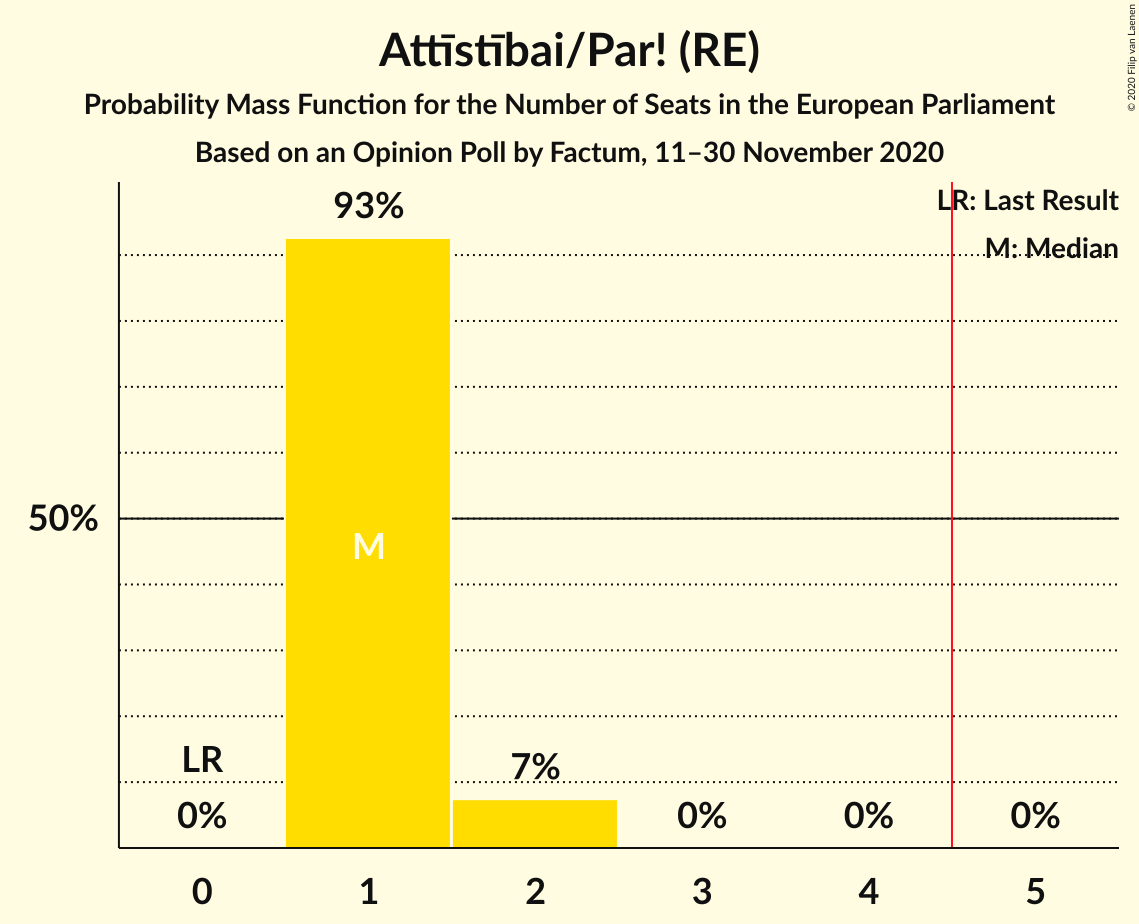 Attīstībai/Par! (RE)
Probability Mass Function for the Number of Seats in the European Parliament
Based on an Opinion Poll by Factum, 11–30 November 2020
© 2020 Filip van Laenen
93%
LR: Last Result
M: Median
50%
M
LR
7%
0%
0%
0%
0%
0
1
2
3
4
5